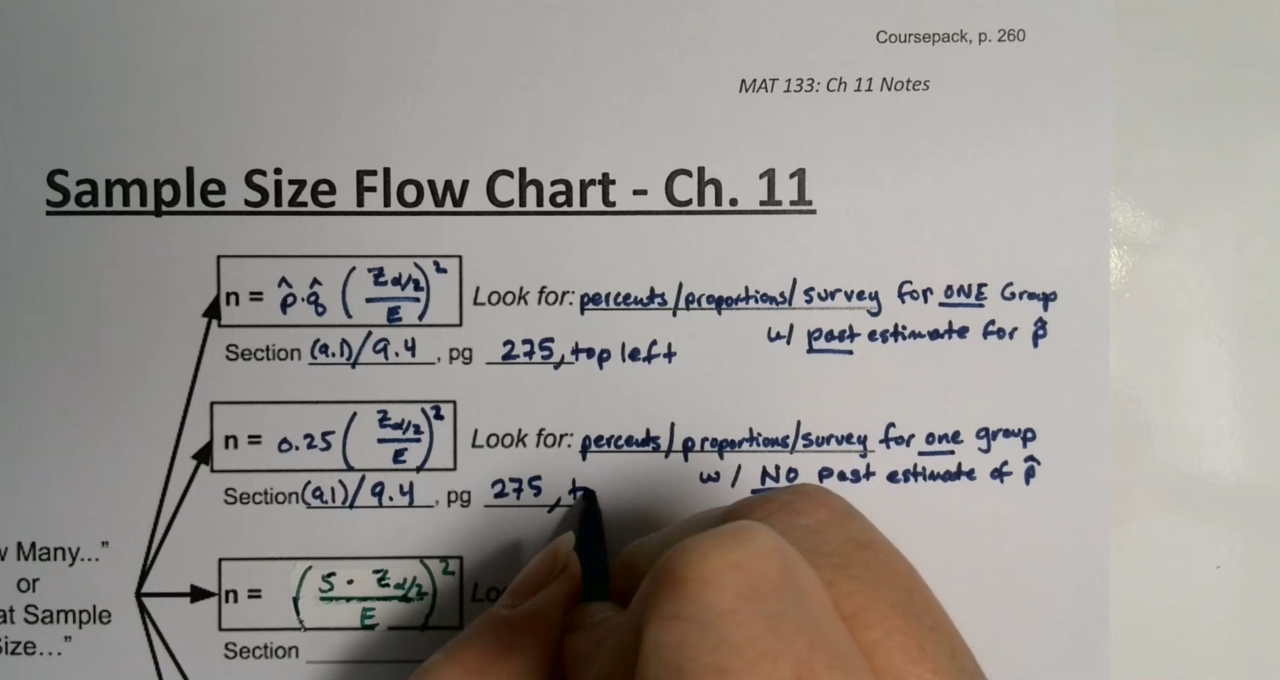 Coursepack, p. 260
MAT 133: Ch 11 Notes
Sample Size Flow Chart - Ch. 11
n = p̂·q̂ (Zα/2/E)² Look for: percents/proportions/survey for ONE Group
w/ past estimate for p̂
Section (9.1)/9.4, pg 275, top left
n = 0.25 (Zα/2/E)² Look for: percents/proportions/survey for one group
w/ NO past estimate of p̂
Section (9.1)/9.4, pg 275, t
Many..."
or
Sample
n = (S · Zα/2/E)²
Size..."
Section